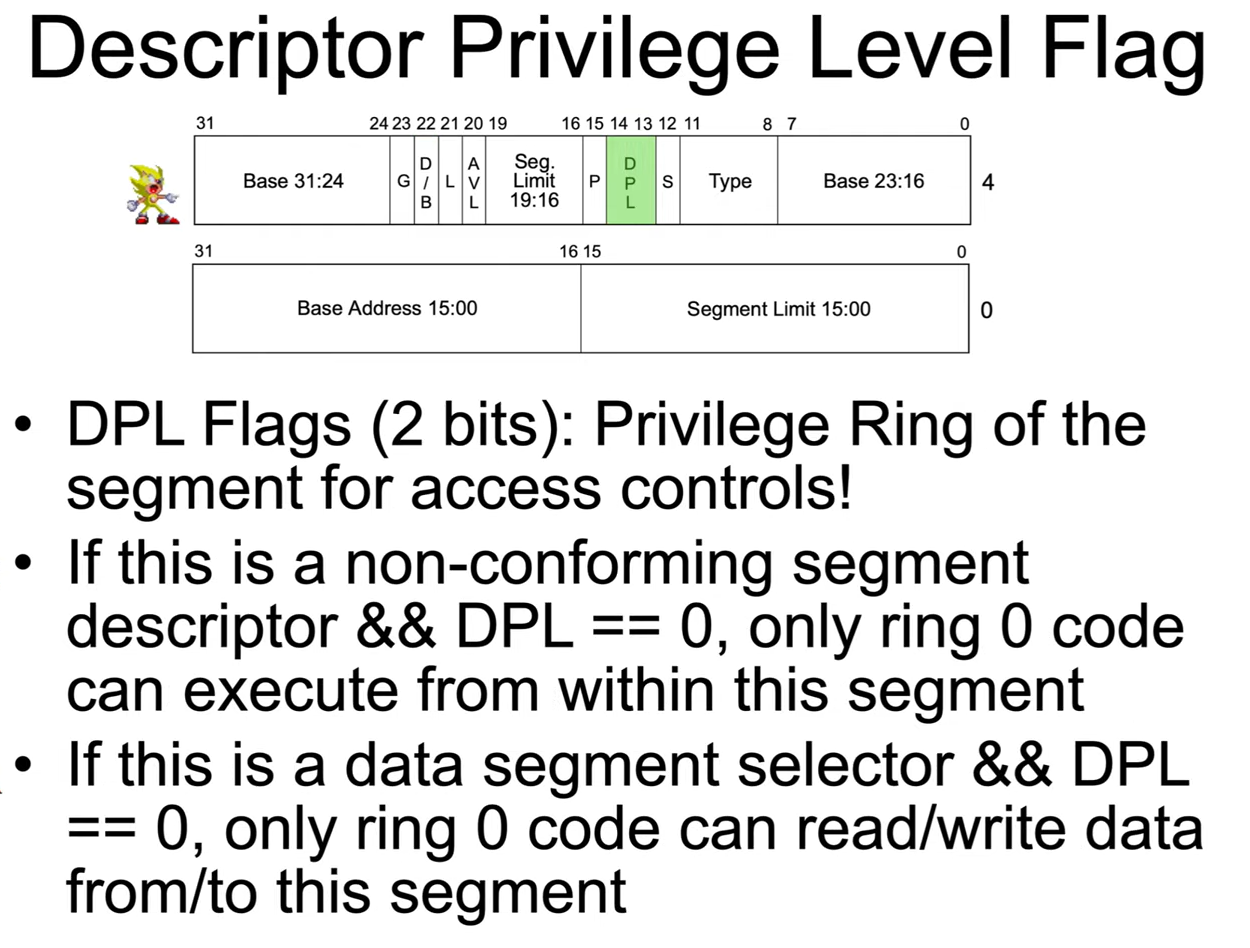 Descriptor Privilege Level Flag
31 24 23 22 21 20 19 16 15 14 13 12 11 8 7 0
Base 31:24 G D/B L AVL Seg. Limit 19:16 P DPL S Type Base 23:16 4
31 16 15 0
Base Address 15:00 Segment Limit 15:00 0
• DPL Flags (2 bits): Privilege Ring of the
segment for access controls!
• If this is a non-conforming segment
descriptor && DPL == 0, only ring 0 code
can execute from within this segment
• If this is a data segment selector && DPL
== 0, only ring 0 code can read/write data
from/to this segment